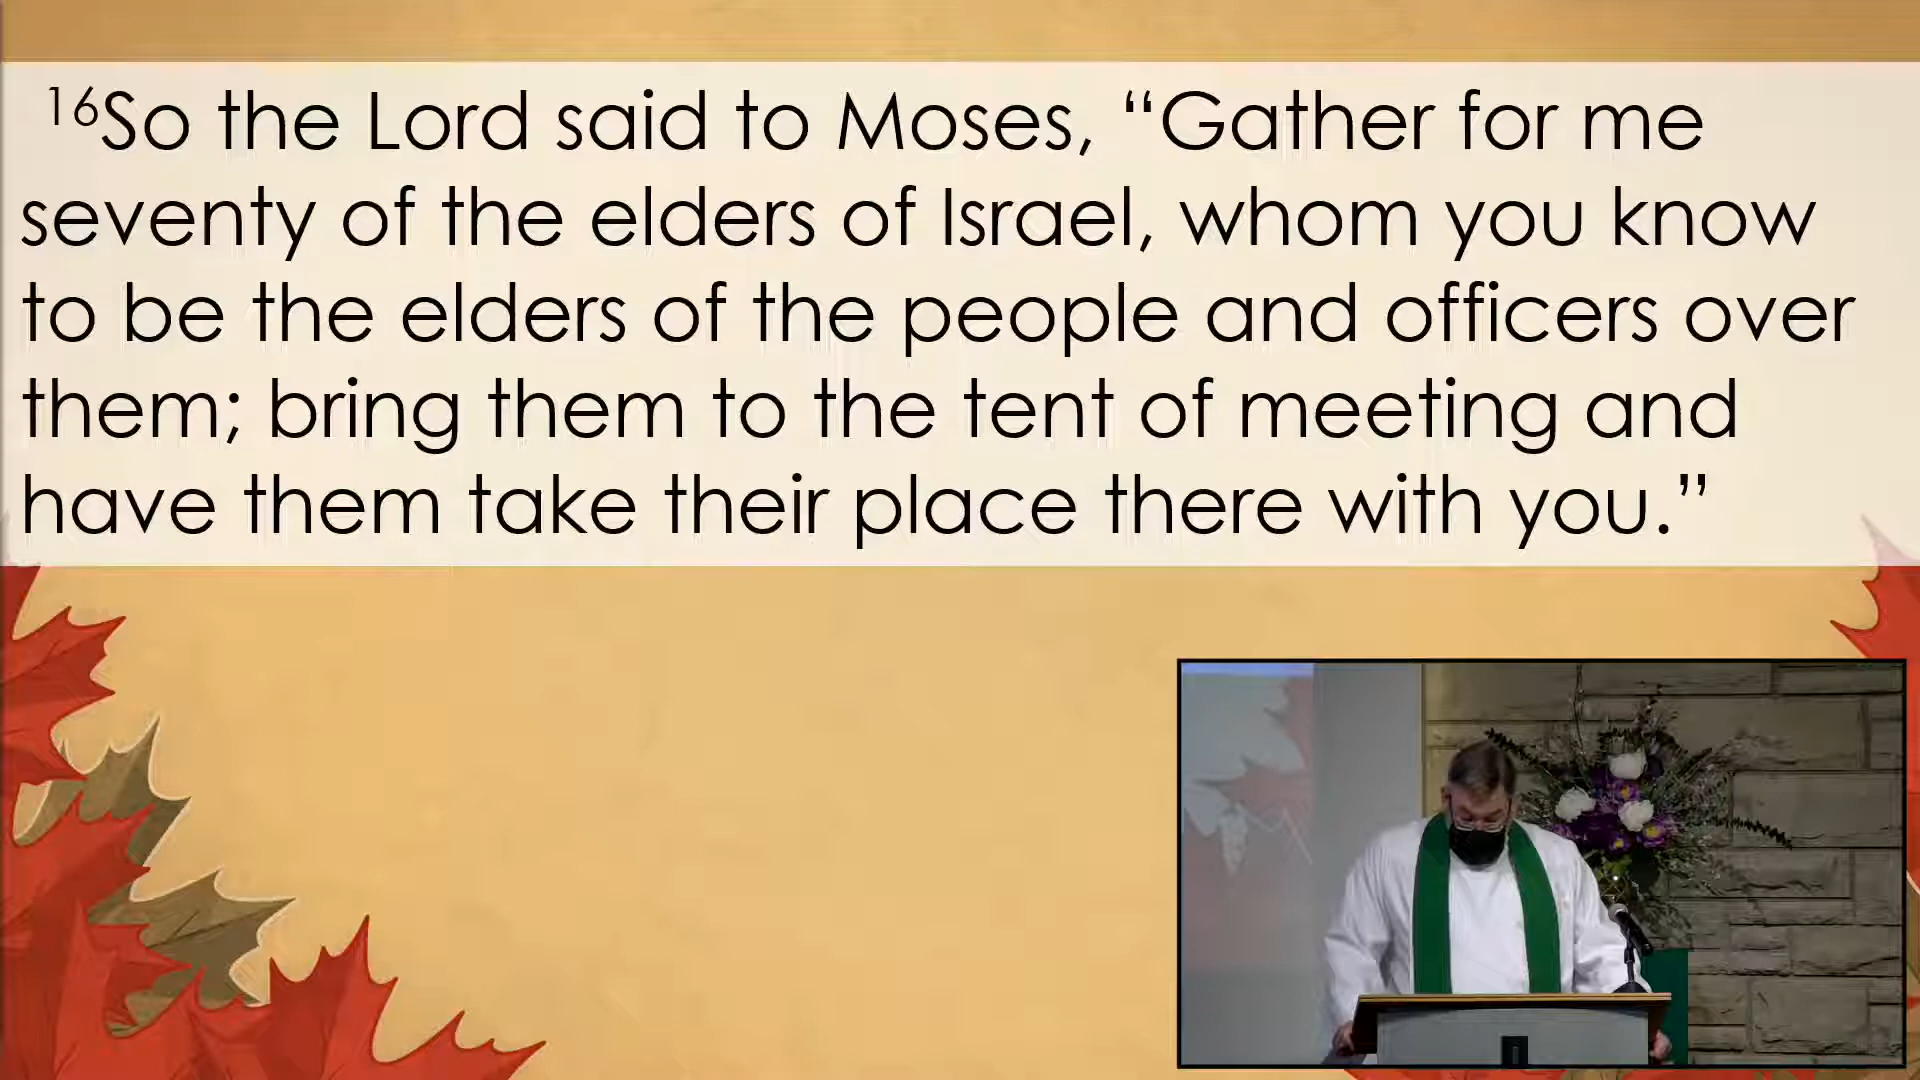 16So the Lord said to Moses, “Gather for me
seventy of the elders of Israel, whom you know
to be the elders of the people and officers over
them; bring them to the tent of meeting and
have them take their place there with you.”